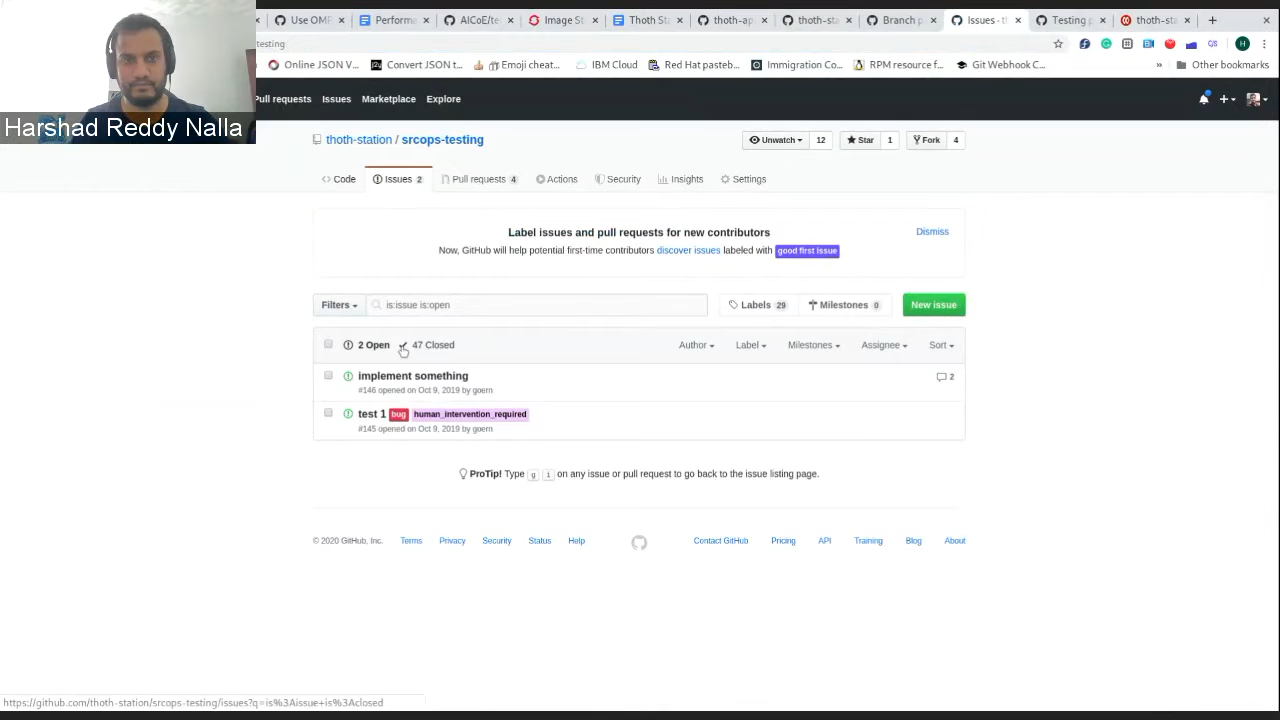 Use OMP
Performa
AICoE/te
Image St
Thoth St
thoth-ap
thoth-sta
Branch p
Issues · t
Testing p
thoth-sta
esting
Online JSON V...
Convert JSON t...
Emoji cheat...
IBM Cloud
Red Hat pasteb...
Immigration Co...
RPM resource f...
Git Webhook C...
»
Other bookmarks
Pull requests Issues Marketplace Explore
Harshad Reddy Nalla
thoth-station / srcops-testing
Unwatch 12 Star 1 Fork 4
Code Issues 2 Pull requests 4 Actions Security Insights Settings
Label issues and pull requests for new contributors
Dismiss
Now, GitHub will help potential first-time contributors discover issues labeled with good first issue
Filters is:issue is:open Labels 29 Milestones 0 New issue
2 Open 47 Closed Author Label Milestones Assignee Sort
implement something 2
#146 opened on Oct 9, 2019 by goern
test 1 bug human_intervention_required
#145 opened on Oct 9, 2019 by goern
ProTip! Type g i on any issue or pull request to go back to the issue listing page.
© 2020 GitHub, Inc. Terms Privacy Security Status Help Contact GitHub Pricing API Training Blog About
https://github.com/thoth-station/srcops-testing/issues?q=is%3Aissue+is%3Aclosed